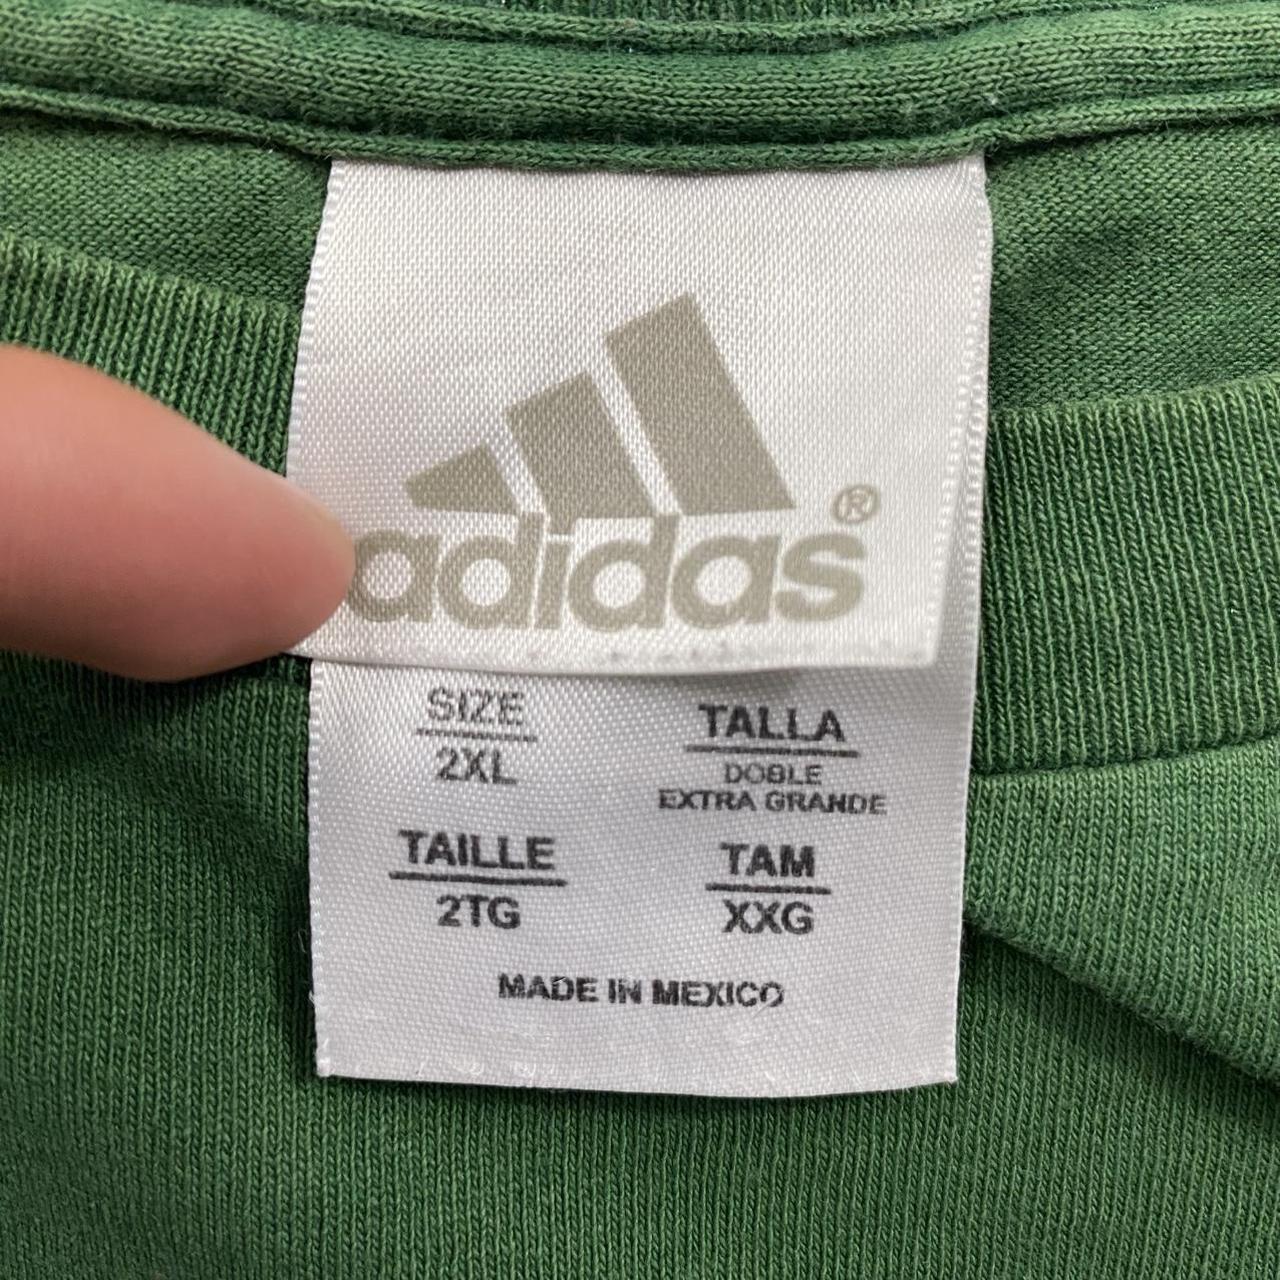 adidas®
SIZE
2XL
TALLA
DOBLE
EXTRA GRANDE
TAILLE
2TG
TAM
XXG
MADE IN MEXICO